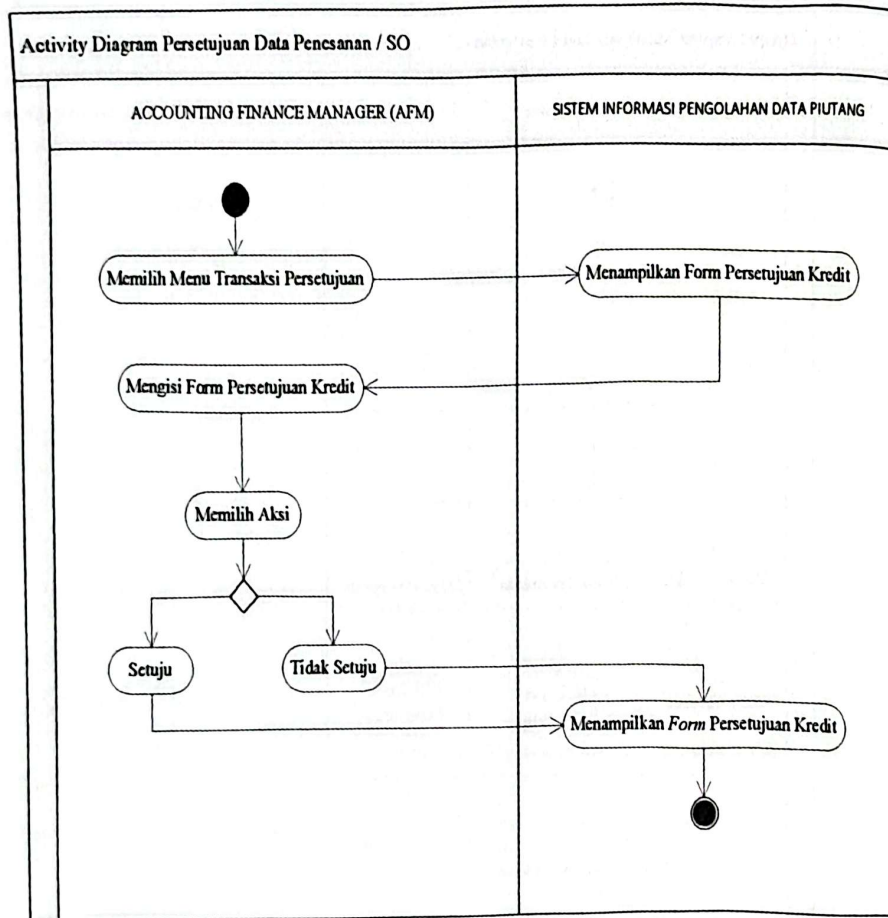 Activity Diagram Persetujuan Data Penesanan / SO
ACCOUNTING FINANCE MANAGER (AFM)
SISTEM INFORMASI PENGOLAHAN DATA PIUTANG
Memilih Menu Transaksi Persetujuan
Menampilkan Form Persetujuan Kredit
Mengisi Form Persetujuan Kredit
Memilih Aksi
Setuju
Tidak Setuju
Menampilkan Form Persetujuan Kredit